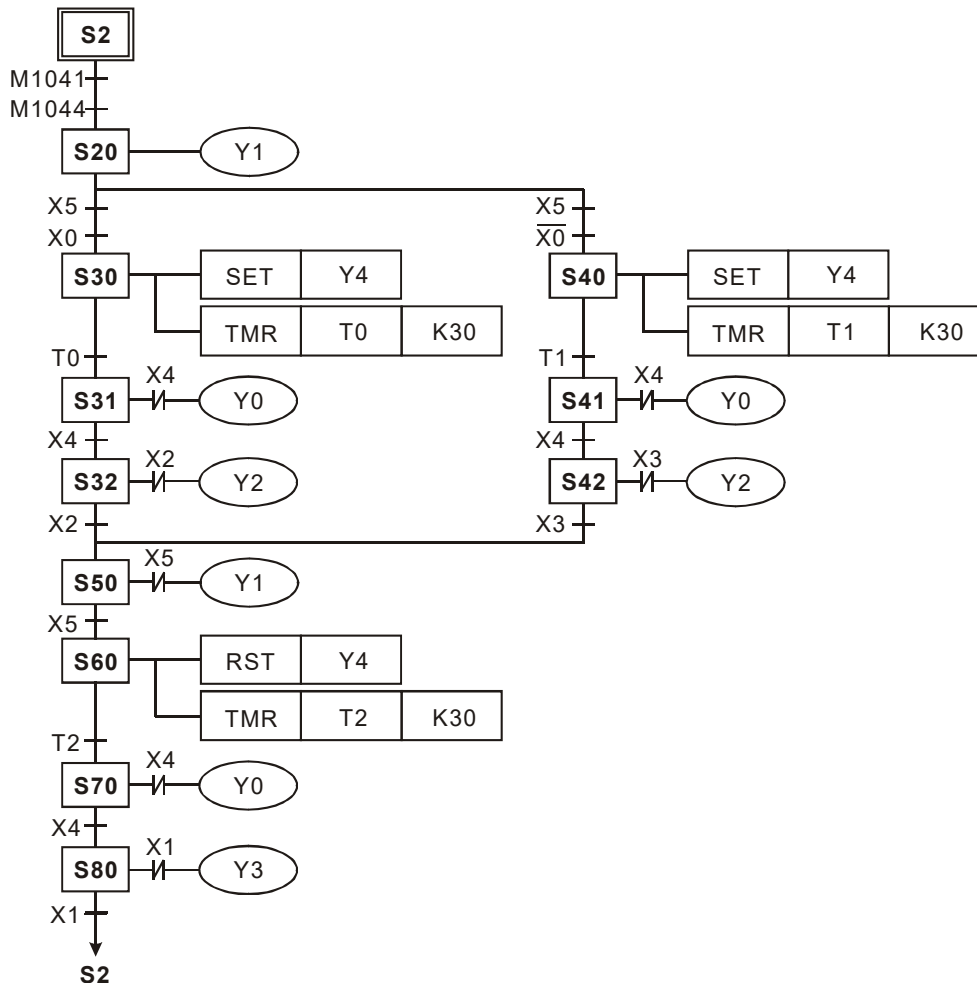 S2
M1041
M1044
S20 Y1
X5 X5
X0 X̅0̅
S30 SET Y4 S40 SET Y4
TMR T0 K30 TMR T1 K30
T0 X4 T1 X4
S31 Y0 S41 Y0
X4 X2 X4 X3
S32 Y2 S42 Y2
X2 X3
X5
S50 Y1
X5
S60 RST Y4
TMR T2 K30
T2 X4
S70 Y0
X4 X1
S80 Y3
X1
S2